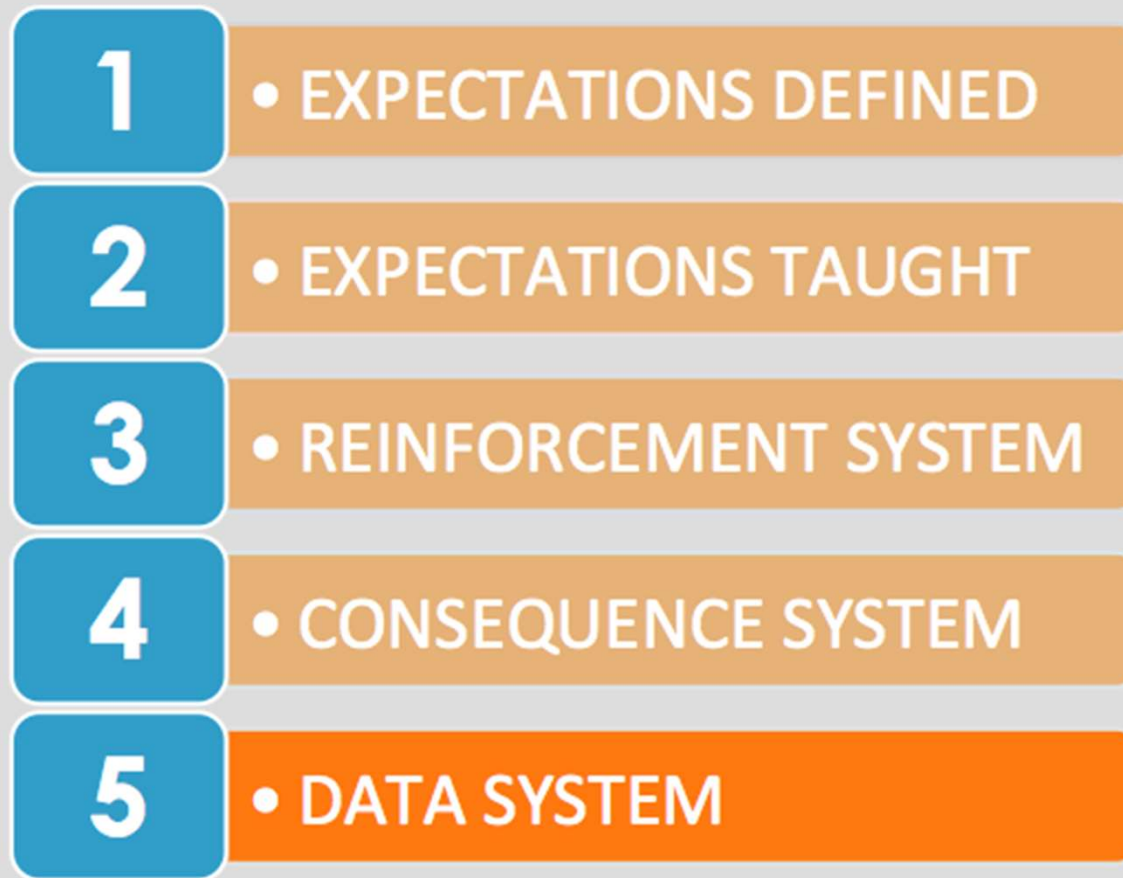 1 • EXPECTATIONS DEFINED
2 • EXPECTATIONS TAUGHT
3 • REINFORCEMENT SYSTEM
4 • CONSEQUENCE SYSTEM
5 • DATA SYSTEM